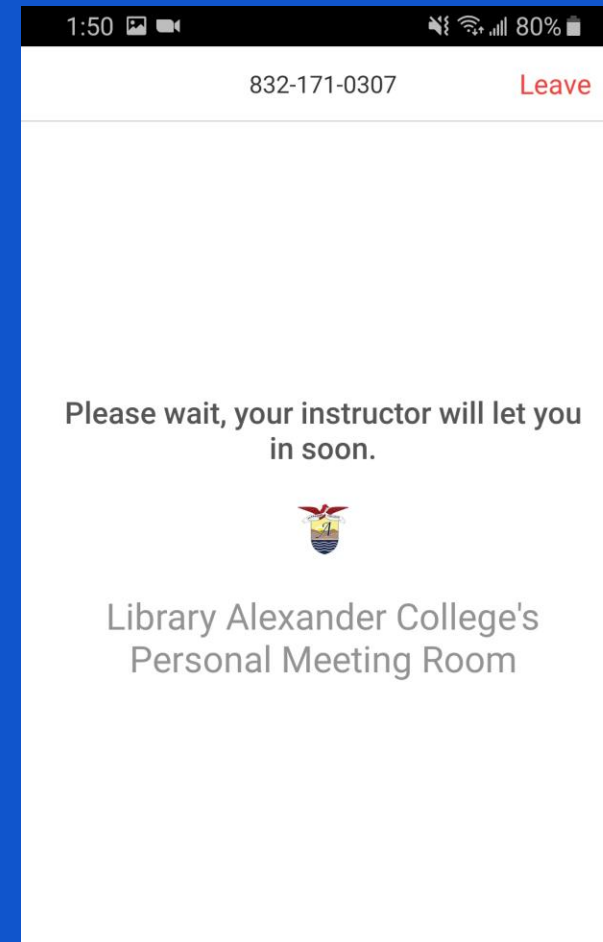 1:50 80%
832-171-0307 Leave
Please wait, your instructor will let you
in soon.
A
Library Alexander College's
Personal Meeting Room